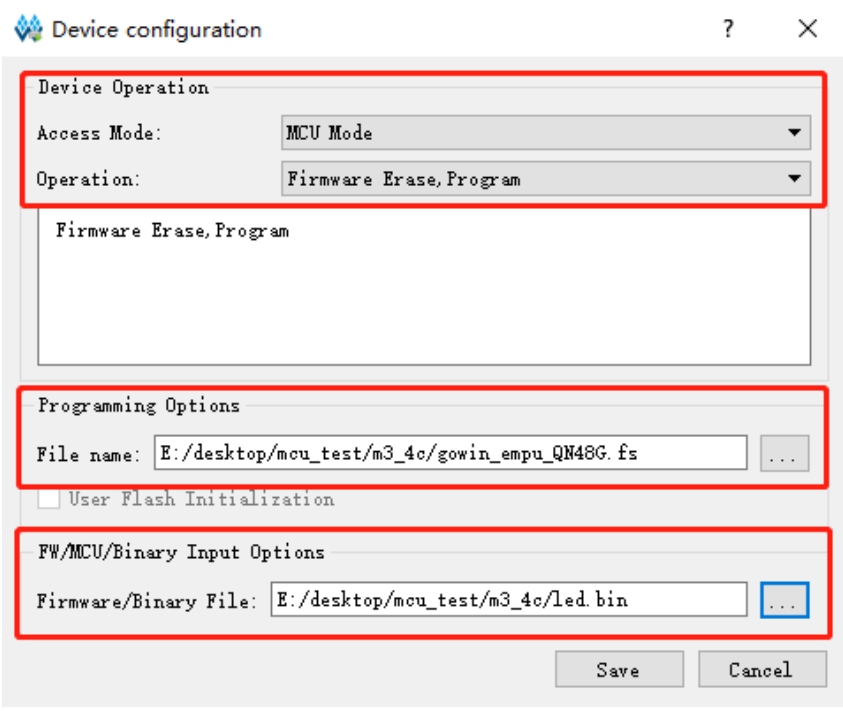 Device configuration ? ×
Device Operation
Access Mode: MCU Mode
Operation: Firmware Erase,Program
Firmware Erase,Program
Programming Options
File name: E:/desktop/mcu_test/m3_4c/gowin_empu_QN48G.fs ...
User Flash Initialization
FW/MCU/Binary Input Options
Firmware/Binary File: E:/desktop/mcu_test/m3_4c/led.bin ...
Save Cancel